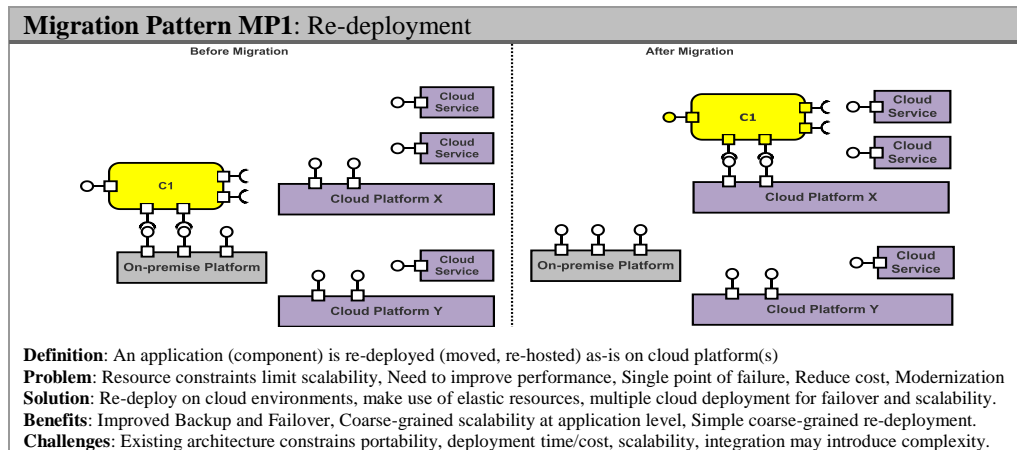 Migration Pattern MP1: Re-deployment
Before Migration
After Migration
Cloud Service
Cloud Service
C1
Cloud Platform X
On-premise Platform
Cloud Service
Cloud Platform Y
C1
Cloud Service
Cloud Service
Cloud Platform X
On-premise Platform
Cloud Service
Cloud Platform Y
Definition: An application (component) is re-deployed (moved, re-hosted) as-is on cloud platform(s)
Problem: Resource constraints limit scalability, Need to improve performance, Single point of failure, Reduce cost, Modernization
Solution: Re-deploy on cloud environments, make use of elastic resources, multiple cloud deployment for failover and scalability.
Benefits: Improved Backup and Failover, Coarse-grained scalability at application level, Simple coarse-grained re-deployment.
Challenges: Existing architecture constrains portability, deployment time/cost, scalability, integration may introduce complexity.